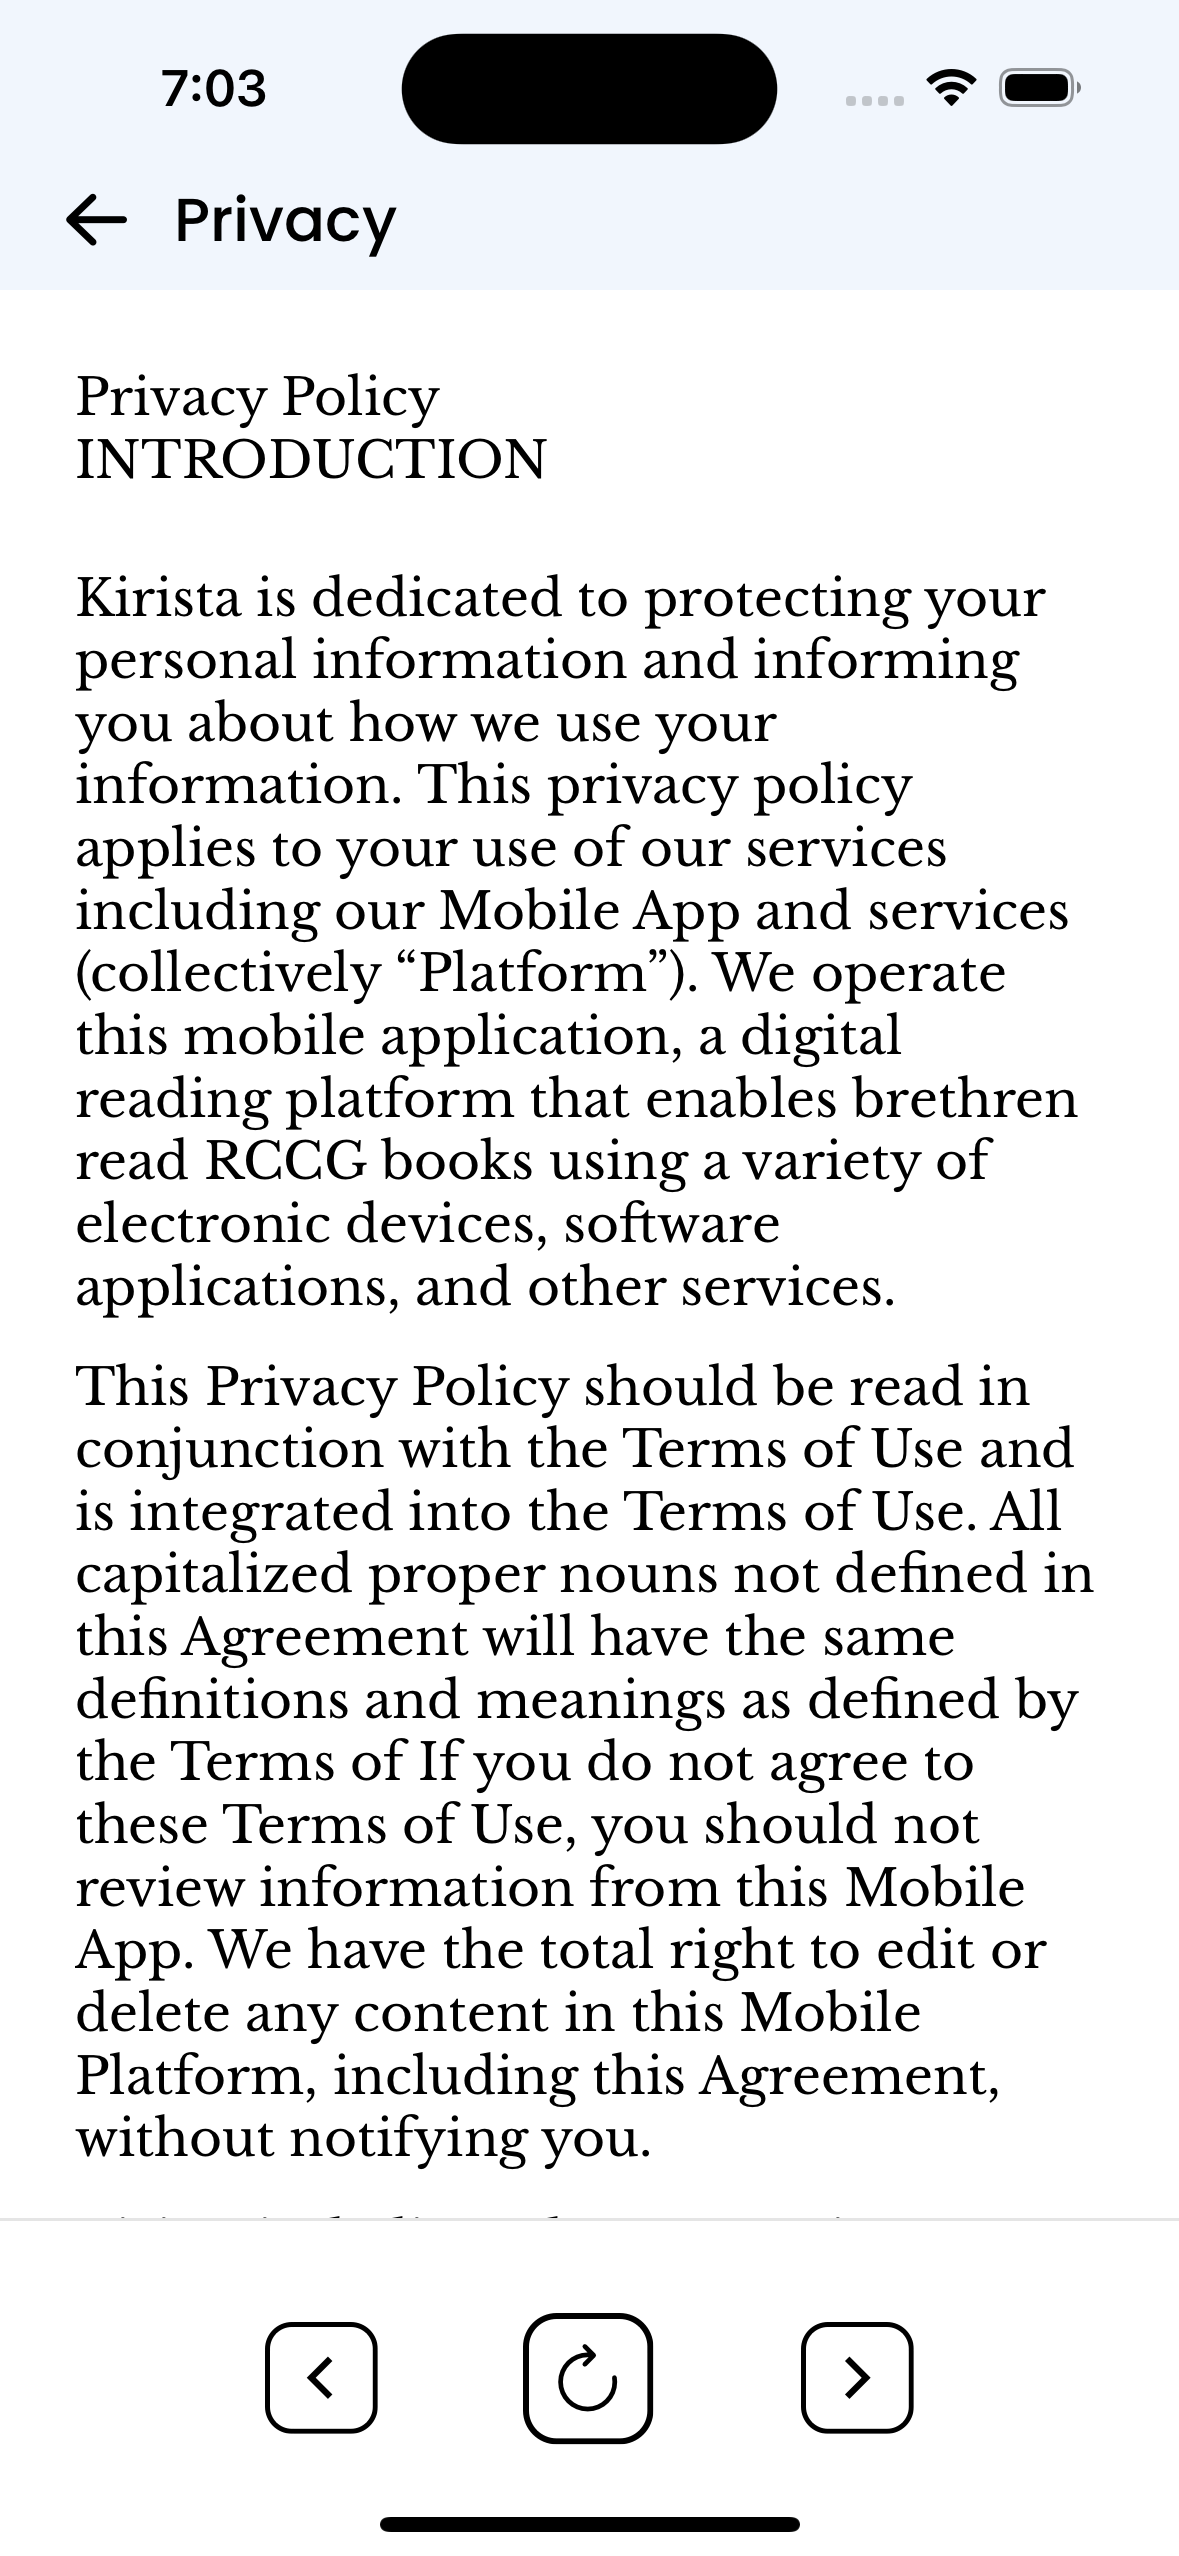 7:03
Privacy
Privacy Policy
INTRODUCTION
Kirista is dedicated to protecting your
personal information and informing
you about how we use your
information. This privacy policy
applies to your use of our services
including our Mobile App and services
(collectively “Platform”). We operate
this mobile application, a digital
reading platform that enables brethren
read RCCG books using a variety of
electronic devices, software
applications, and other services.
This Privacy Policy should be read in
conjunction with the Terms of Use and
is integrated into the Terms of Use. All
capitalized proper nouns not defined in
this Agreement will have the same
definitions and meanings as defined by
the Terms of If you do not agree to
these Terms of Use, you should not
review information from this Mobile
App. We have the total right to edit or
delete any content in this Mobile
Platform, including this Agreement,
without notifying you.